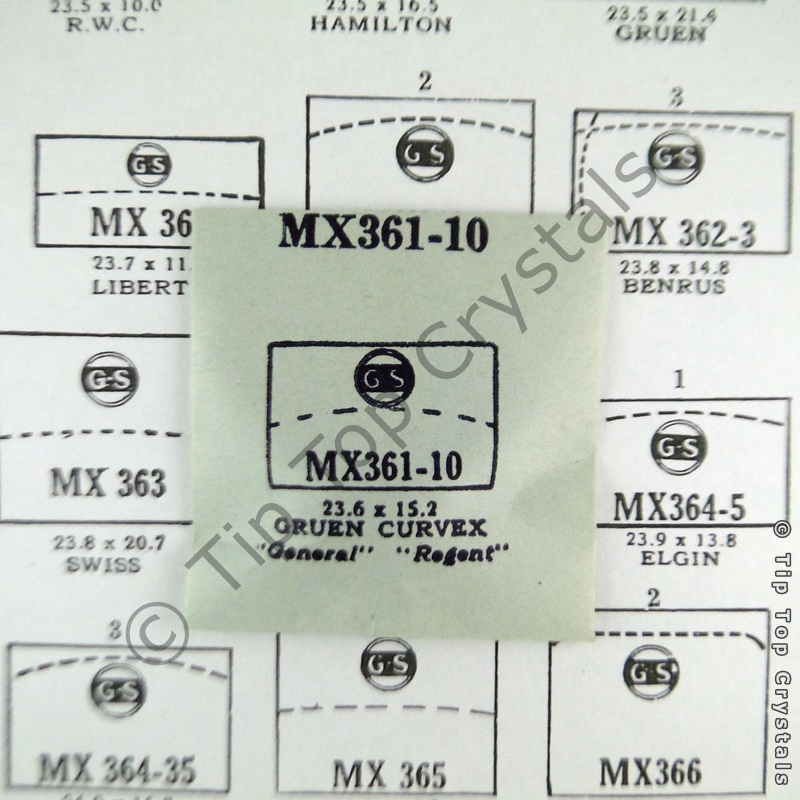 23.5 x 10.0
R.W.C.
23.5 x 16.5
HAMILTON
23.5 x 21.4
GRUEN
2
3
G-S
G-S
G-S
MX 36
MX 362-3
23.7 x 11.
LIBERT
23.8 x 14.8
BENRUS
MX361-10
G-S
MX361-10
23.6 x 15.2
GRUEN CURVEX
"General" "Regent"
G-S
MX 363
23.8 x 20.7
SWISS
1
G-S
MX364-5
23.9 x 13.8
ELGIN
3
G-S
MX 364-35
G-S
MX 365
2
G-S
MX366
© Tip Top Crystals
© Tip Top Crystals